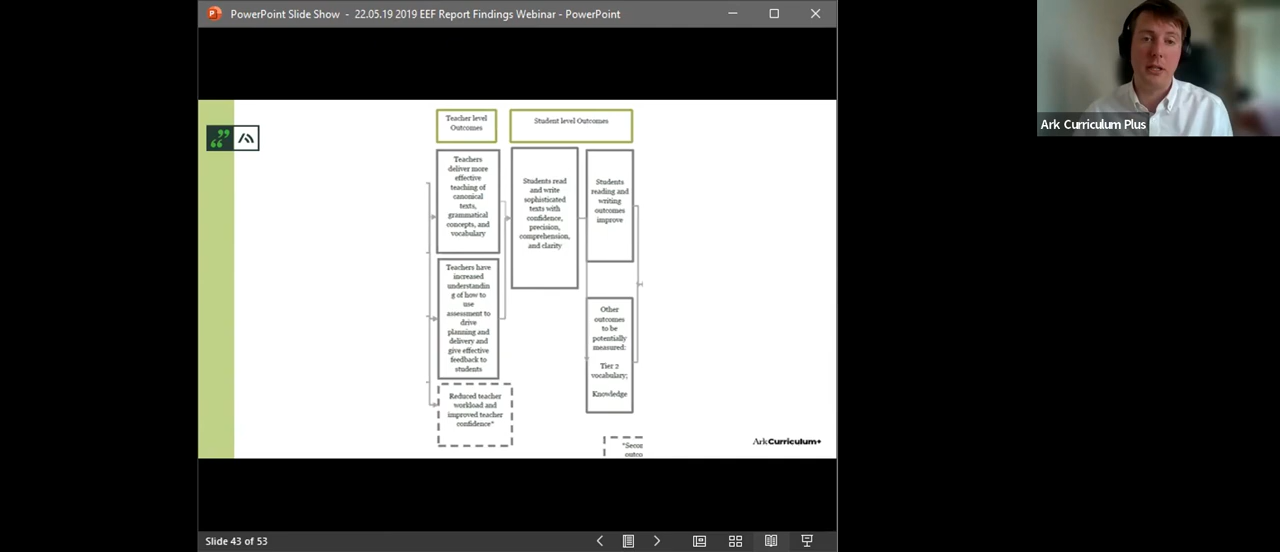 PowerPoint Slide Show - 22.05.19 2019 EEF Report Findings Webinar - PowerPoint
Ark Curriculum Plus
Teacher level
Outcomes
Student level Outcomes
Teachers
deliver more
effective
teaching of
canonical
texts,
grammatical
concepts, and
vocabulary
Students read
and write
sophisticated
texts with
confidence,
precision,
comprehension,
and clarity
Students
reading and
writing
outcomes
improve
Teachers have
increased
understandin
g of how to
use
assessment to
drive
planning and
delivery and
give effective
feedback to
students
Other
outcomes
to be
potentially
measured:
Tier 2
vocabulary;
Knowledge
Reduced teacher
workload and
improved teacher
confidence"
"Secon
outco
ArkCurriculum+
Slide 43 of 53